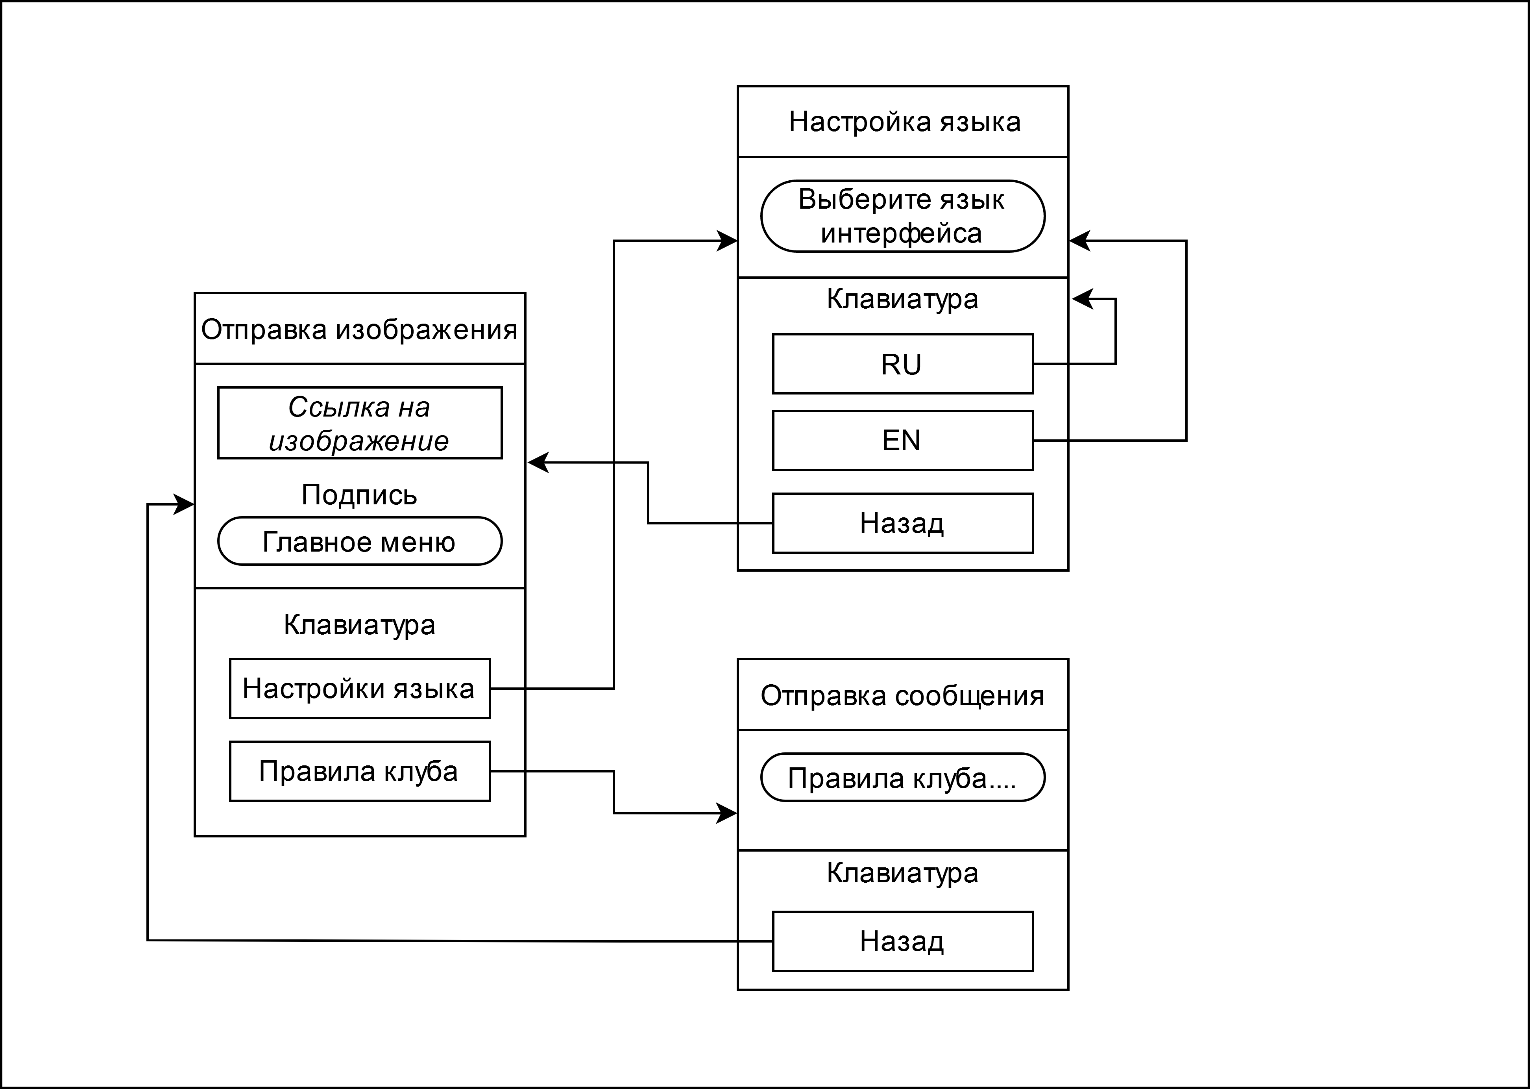 Отправка изображения
Ссылка на
изображение
Подпись
Главное меню
Клавиатура
Настройки языка
Правила клуба
Настройка языка
Выберите язык
интерфейса
Клавиатура
RU
EN
Назад
Отправка сообщения
Правила клуба....
Клавиатура
Назад